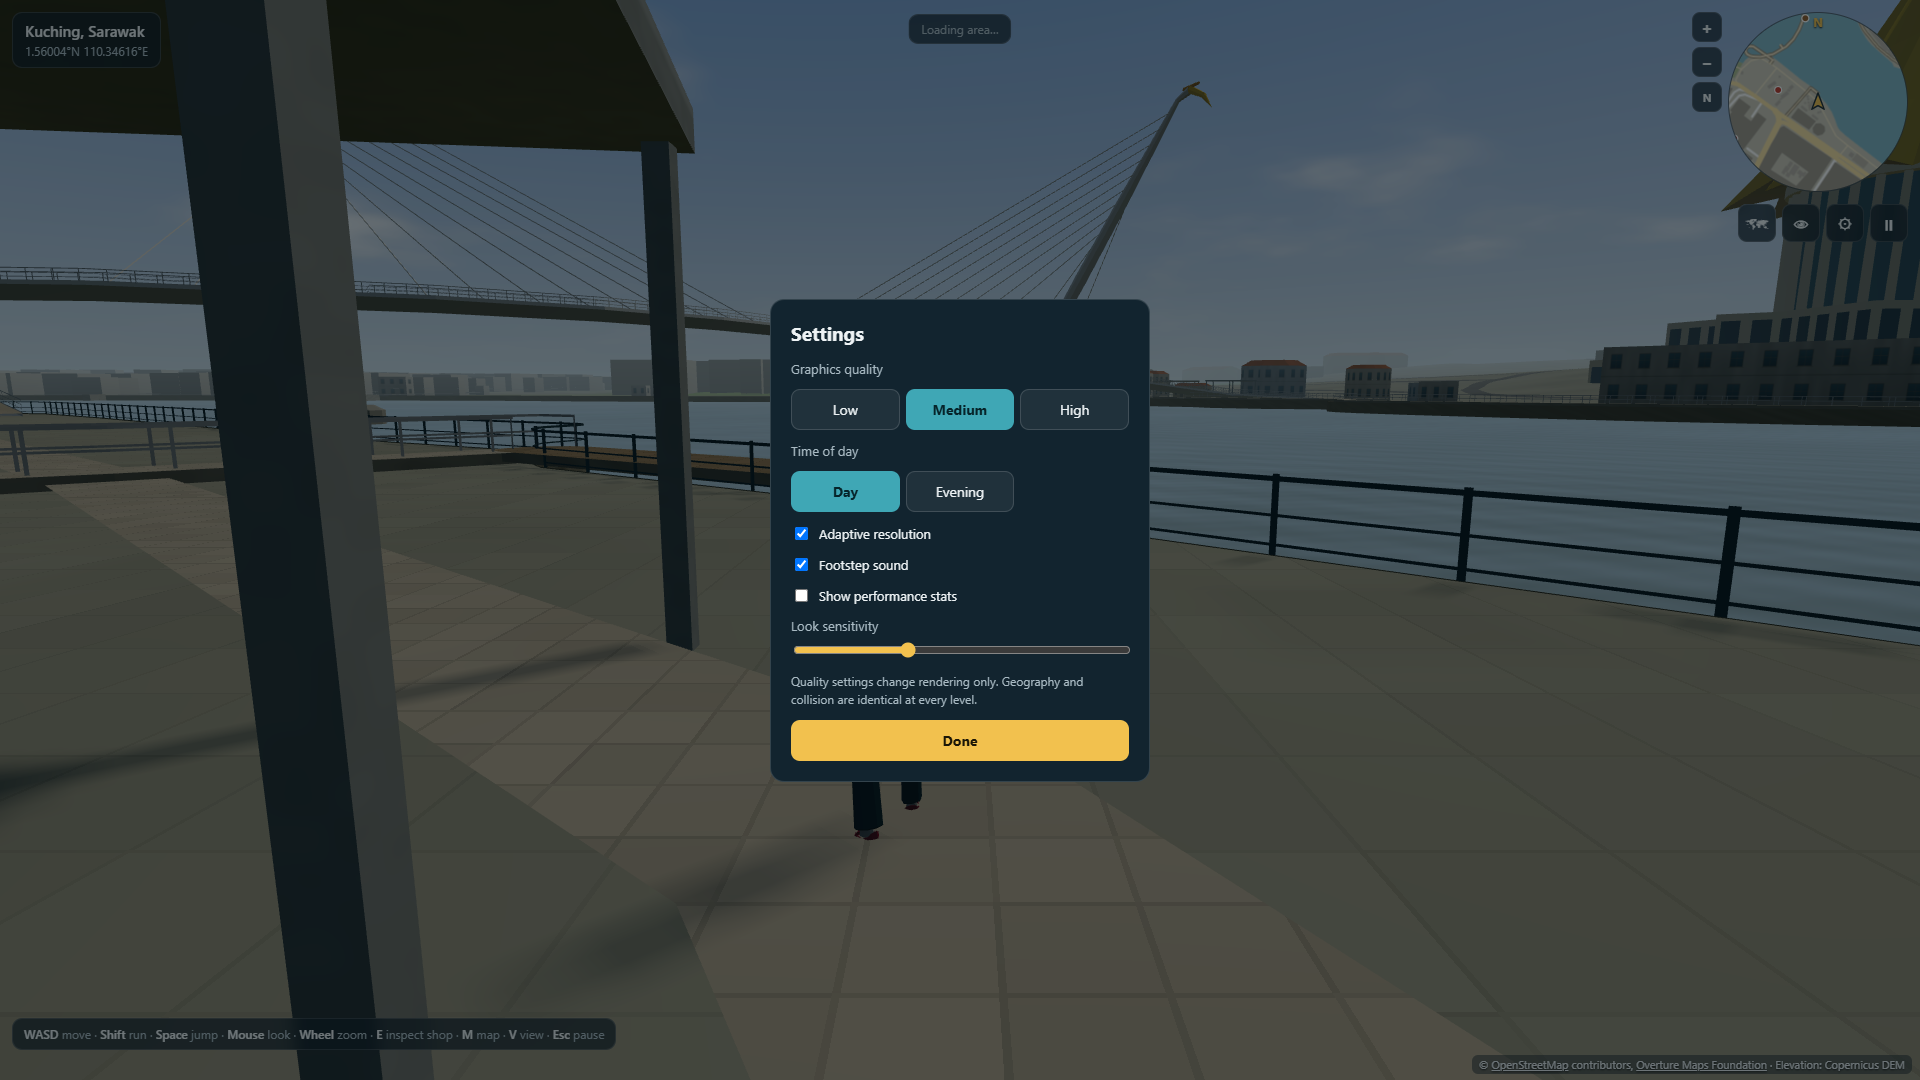 Kuching, Sarawak
1.56004°N 110.34616°E
Loading area...
+
−
N
N
Settings
Graphics quality
Low
Medium
High
Time of day
Day
Evening
Adaptive resolution
Footstep sound
Show performance stats
Look sensitivity
Quality settings change rendering only. Geography and
collision are identical at every level.
Done
WASD move · Shift run · Space jump · Mouse look · Wheel zoom · E inspect shop · M map · V view · Esc pause
© OpenStreetMap contributors, Overture Maps Foundation · Elevation: Copernicus DEM